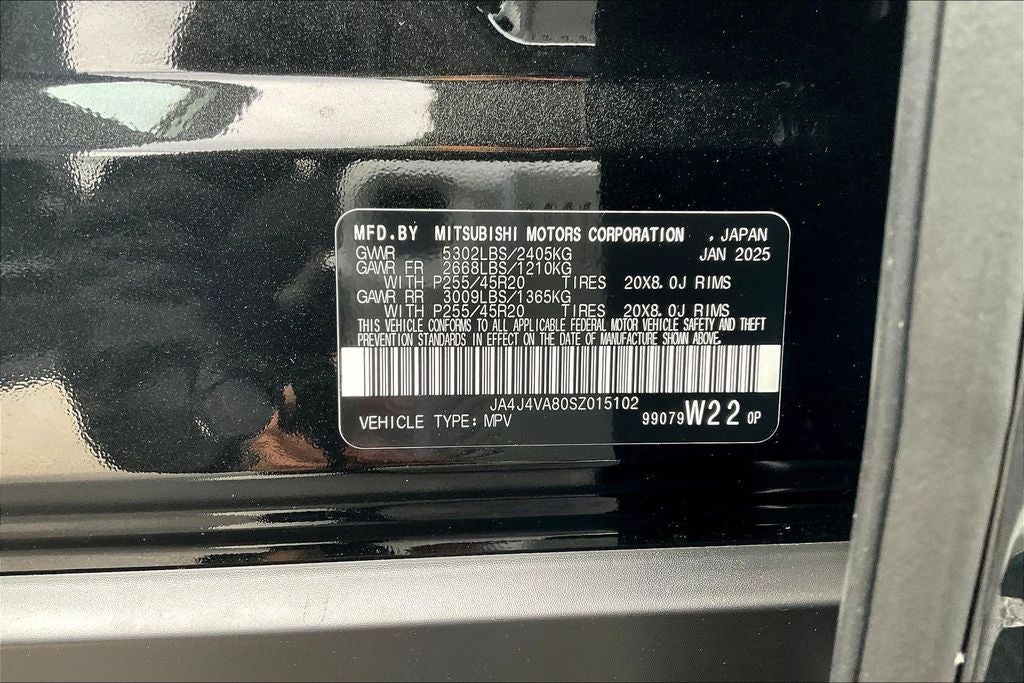 MFD.BY MITSUBISHI MOTORS CORPORATION , JAPAN
GVWR 5302LBS/2405KG JAN 2025
GAWR FR 2668LBS/1210KG
WITH P255/45R20 TIRES 20X8.0J RIMS
GAWR RR 3009LBS/1365KG
WITH P255/45R20 TIRES 20X8.0J RIMS
THIS VEHICLE CONFORMS TO ALL APPLICABLE FEDERAL MOTOR VEHICLE SAFETY AND THEFT
PREVENTION STANDARDS IN EFFECT ON THE DATE OF MANUFACTURE SHOWN ABOVE.
JA4J4VA80SZ015102
VEHICLE TYPE: MPV 99079W22 0P